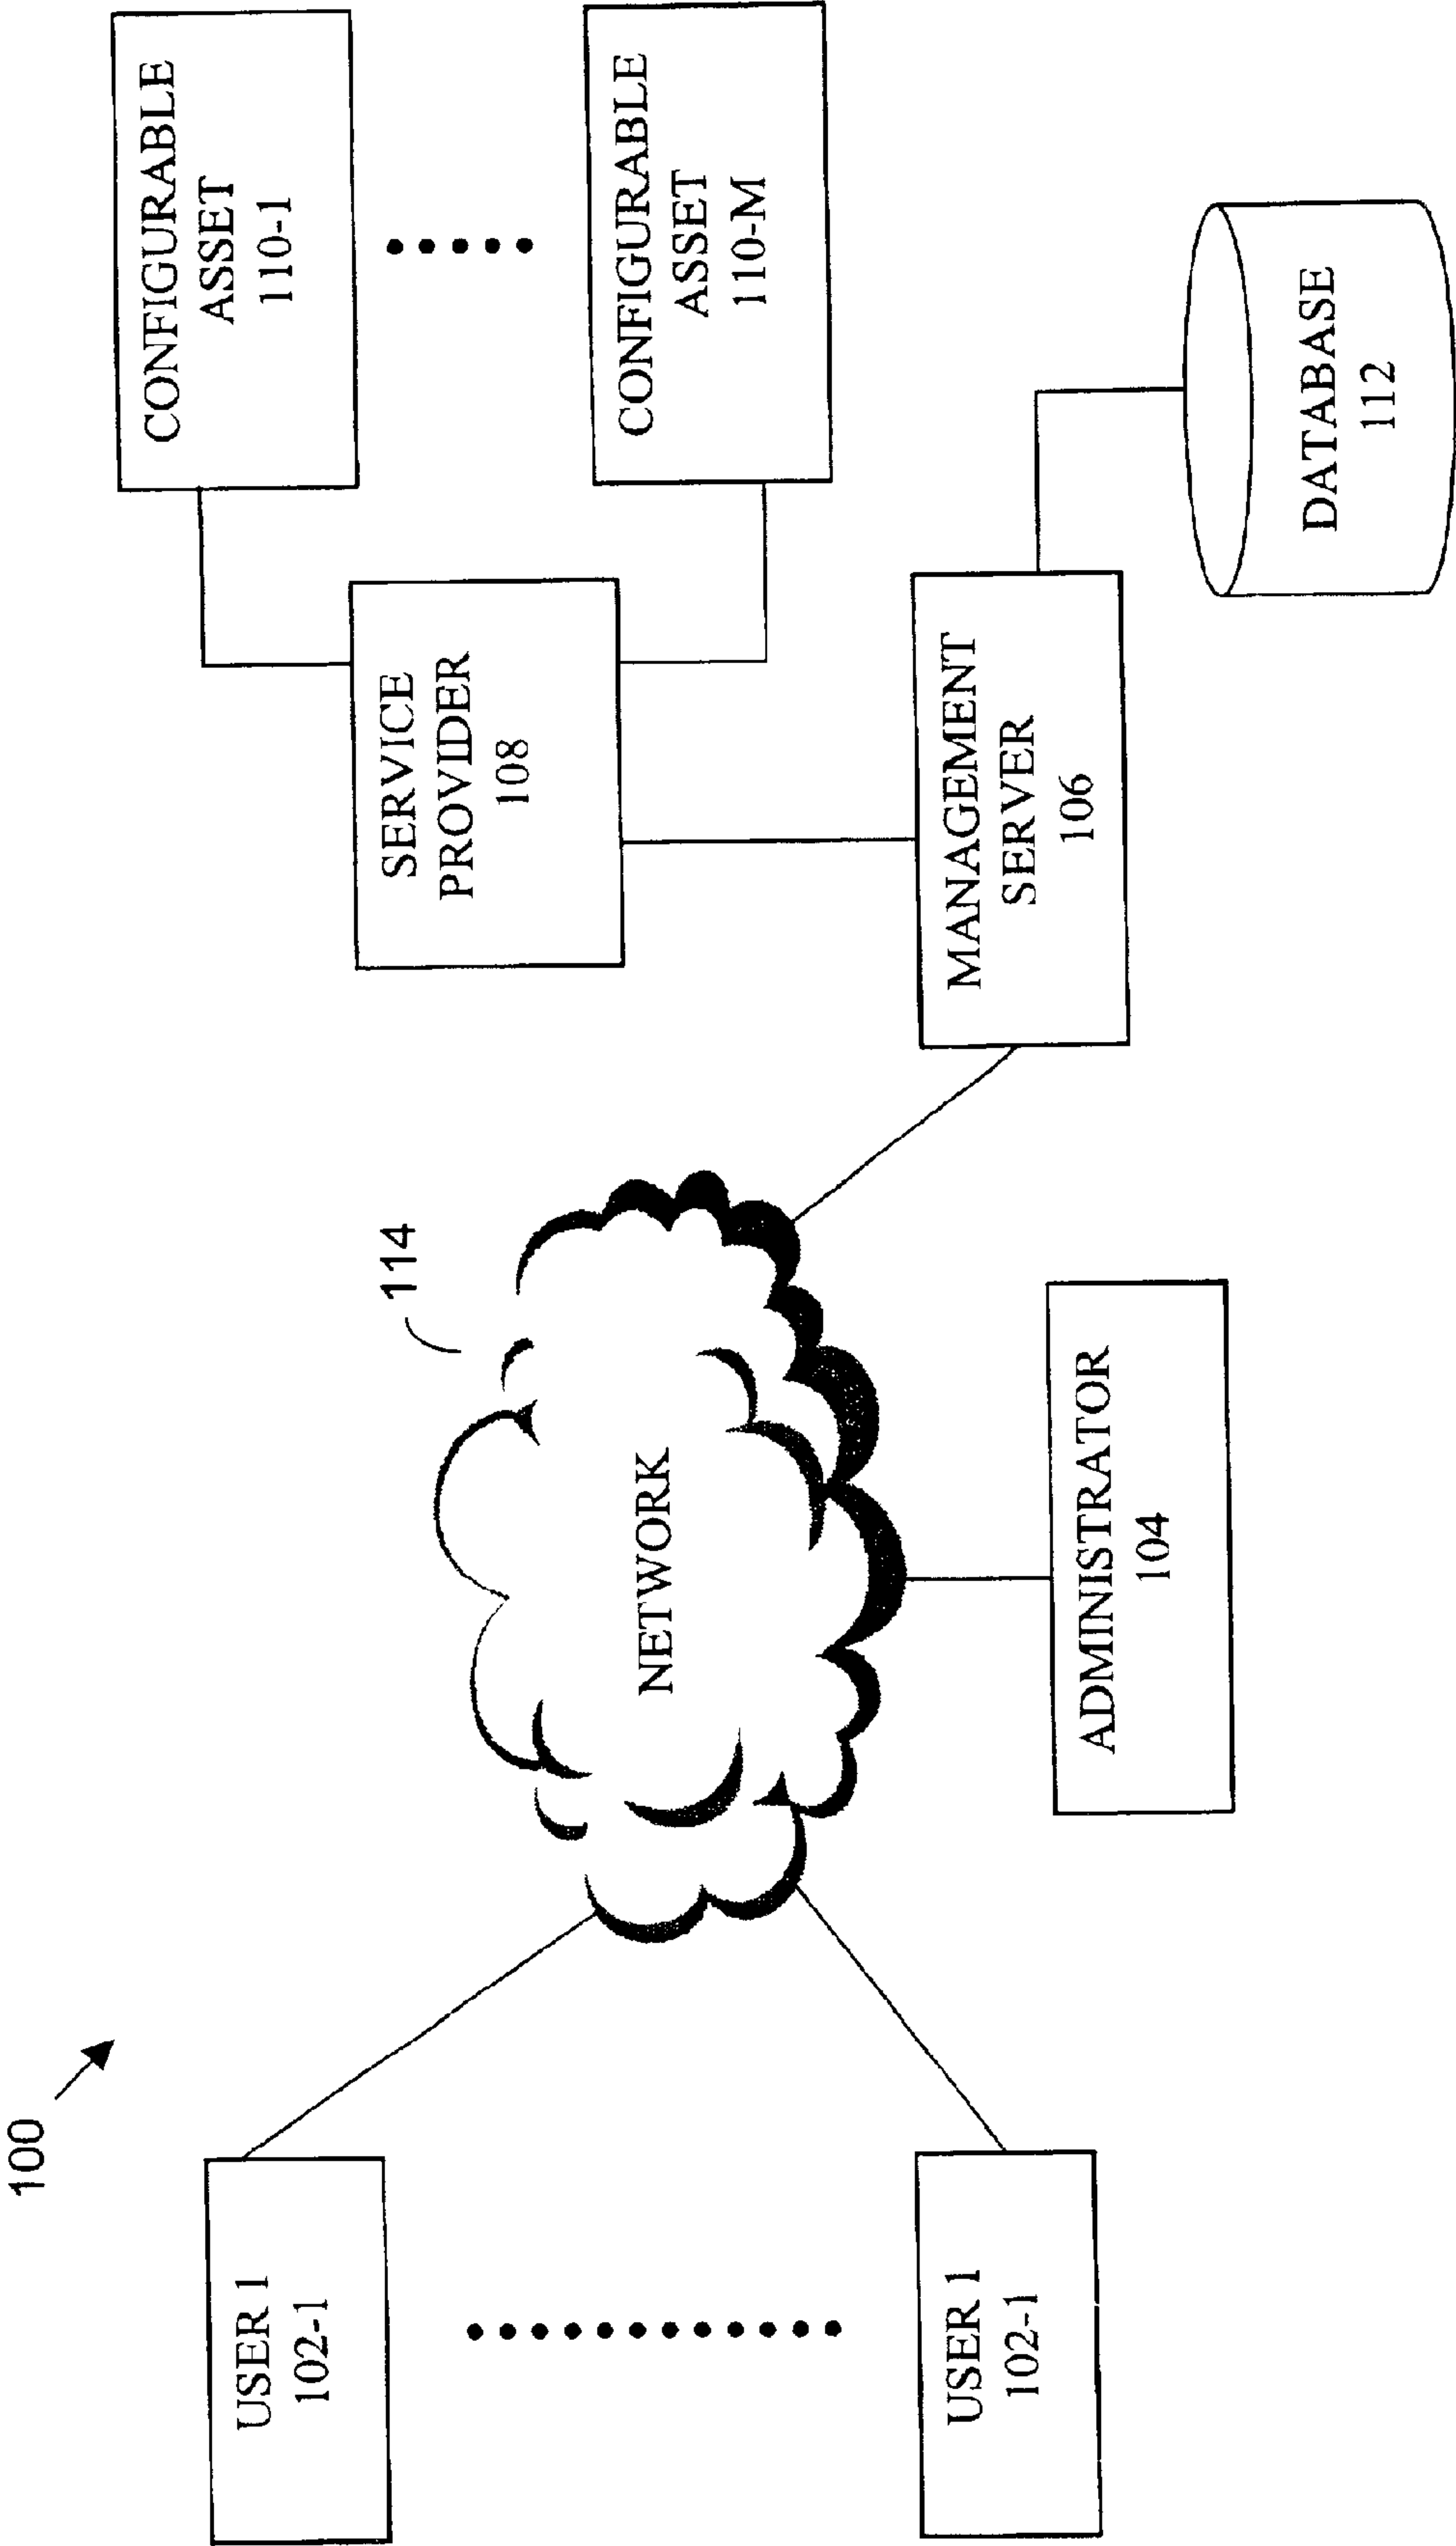 100
USER 1
102-1
USER 1
102-1
114
NETWORK
ADMINISTRATOR
104
SERVICE
PROVIDER
108
MANAGEMENT
SERVER
106
CONFIGURABLE
ASSET
110-1
CONFIGURABLE
ASSET
110-M
DATABASE
112